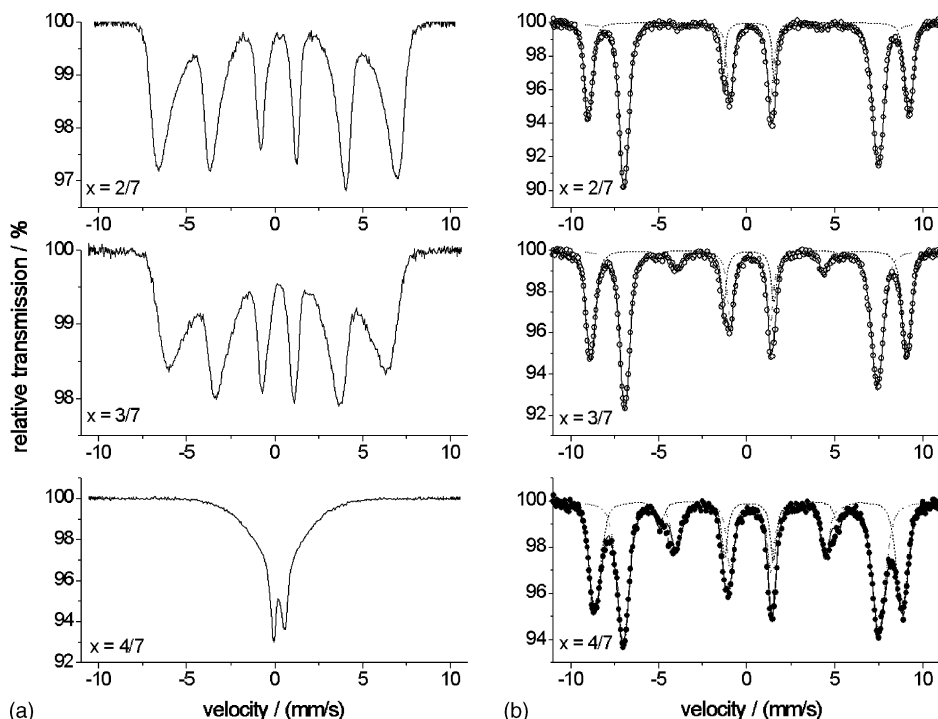 100
99
98
97
x = 2/7
-10 -5 0 5 10
100
99
98
x = 3/7
-10 -5 0 5 10
100
98
96
94
92
x = 4/7
-10 -5 0 5 10
relative transmission / %
(a) velocity / (mm/s)
100
98
96
94
92
90
x = 2/7
-10 -5 0 5 10
100
98
96
94
92
x = 3/7
-10 -5 0 5 10
100
98
96
94
x = 4/7
-10 -5 0 5 10
(b) velocity / (mm/s)